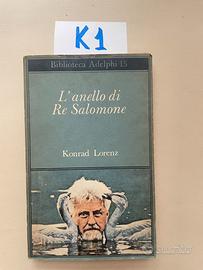 K1
Biblioteca Adelphi 15
L'anello di
Re Salomone
Konrad Lorenz